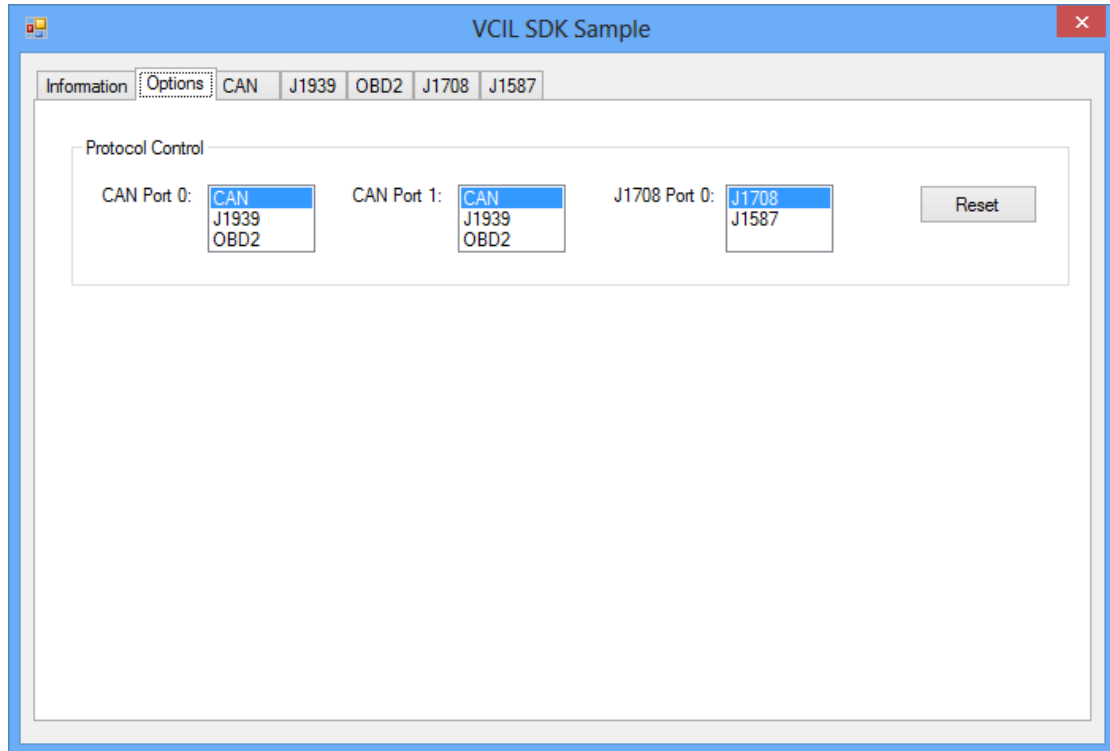 VCIL SDK Sample
Information Options CAN J1939 OBD2 J1708 J1587
Protocol Control
CAN Port 0:
CAN
J1939
OBD2
CAN Port 1:
CAN
J1939
OBD2
J1708 Port 0:
J1708
J1587
Reset